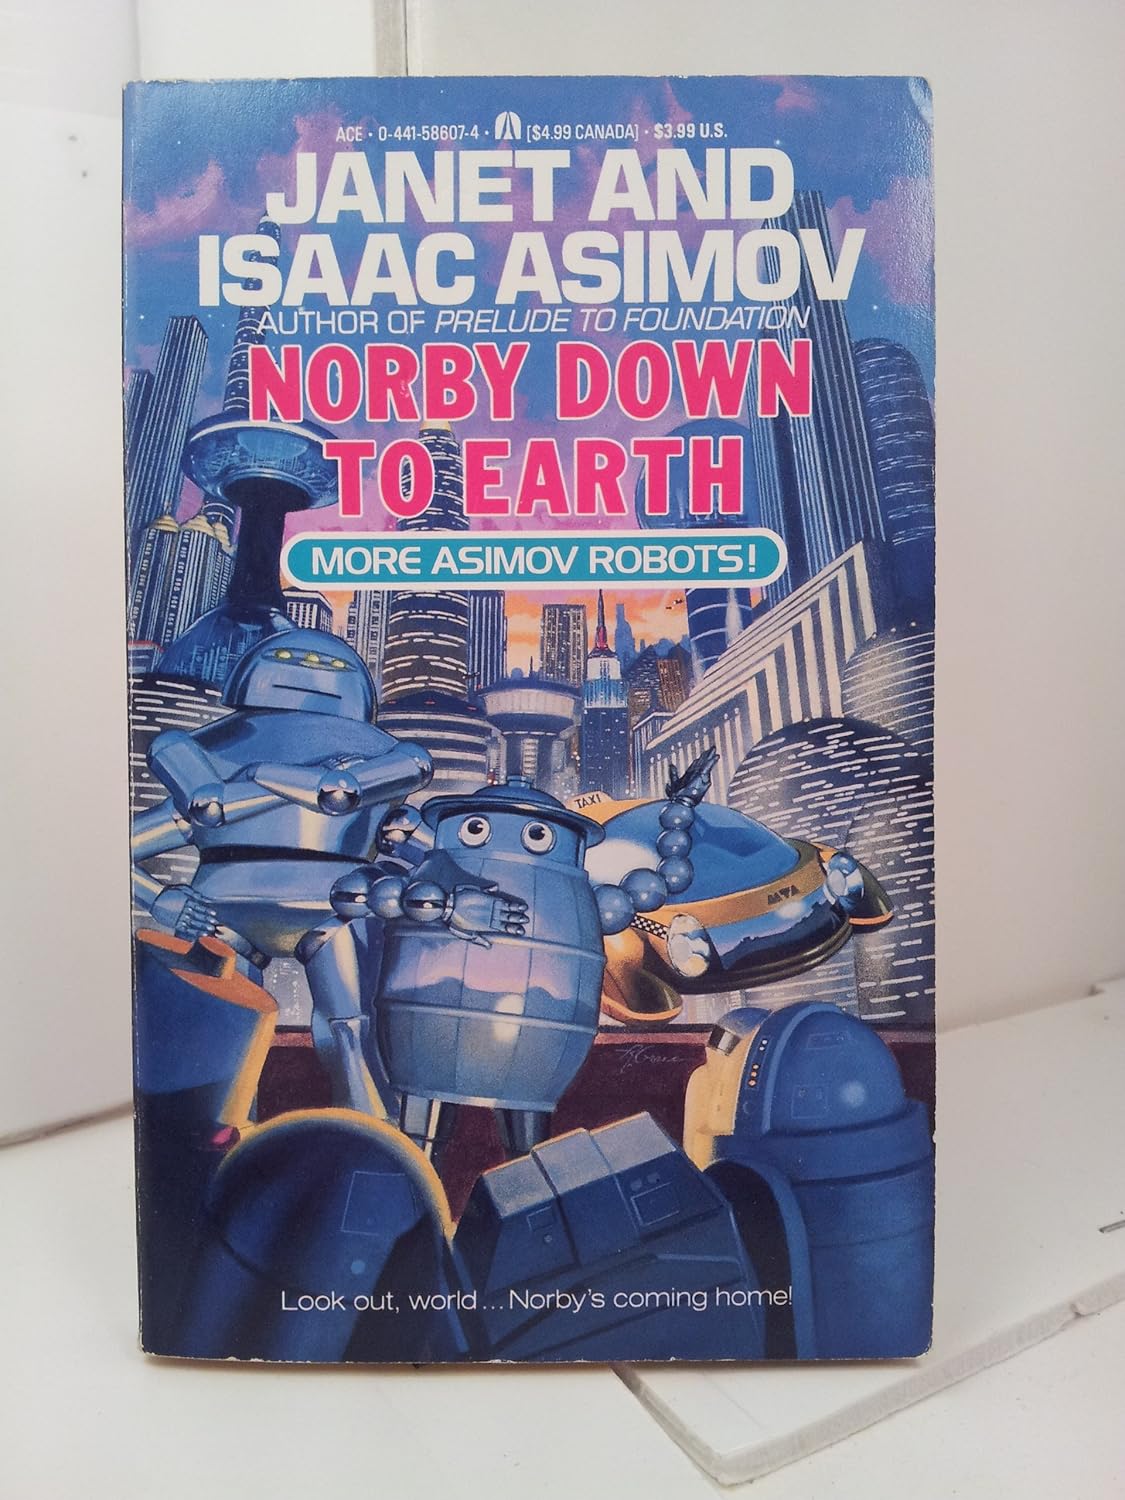 ACE • 0-441-58607-4 • [$4.99 CANADA] • $3.99 U.S.
JANET AND
ISAAC ASIMOV
AUTHOR OF PRELUDE TO FOUNDATION
NORBY DOWN
TO EARTH
MORE ASIMOV ROBOTS!
TAXI
MTA
Look out, world... Norby's coming home!